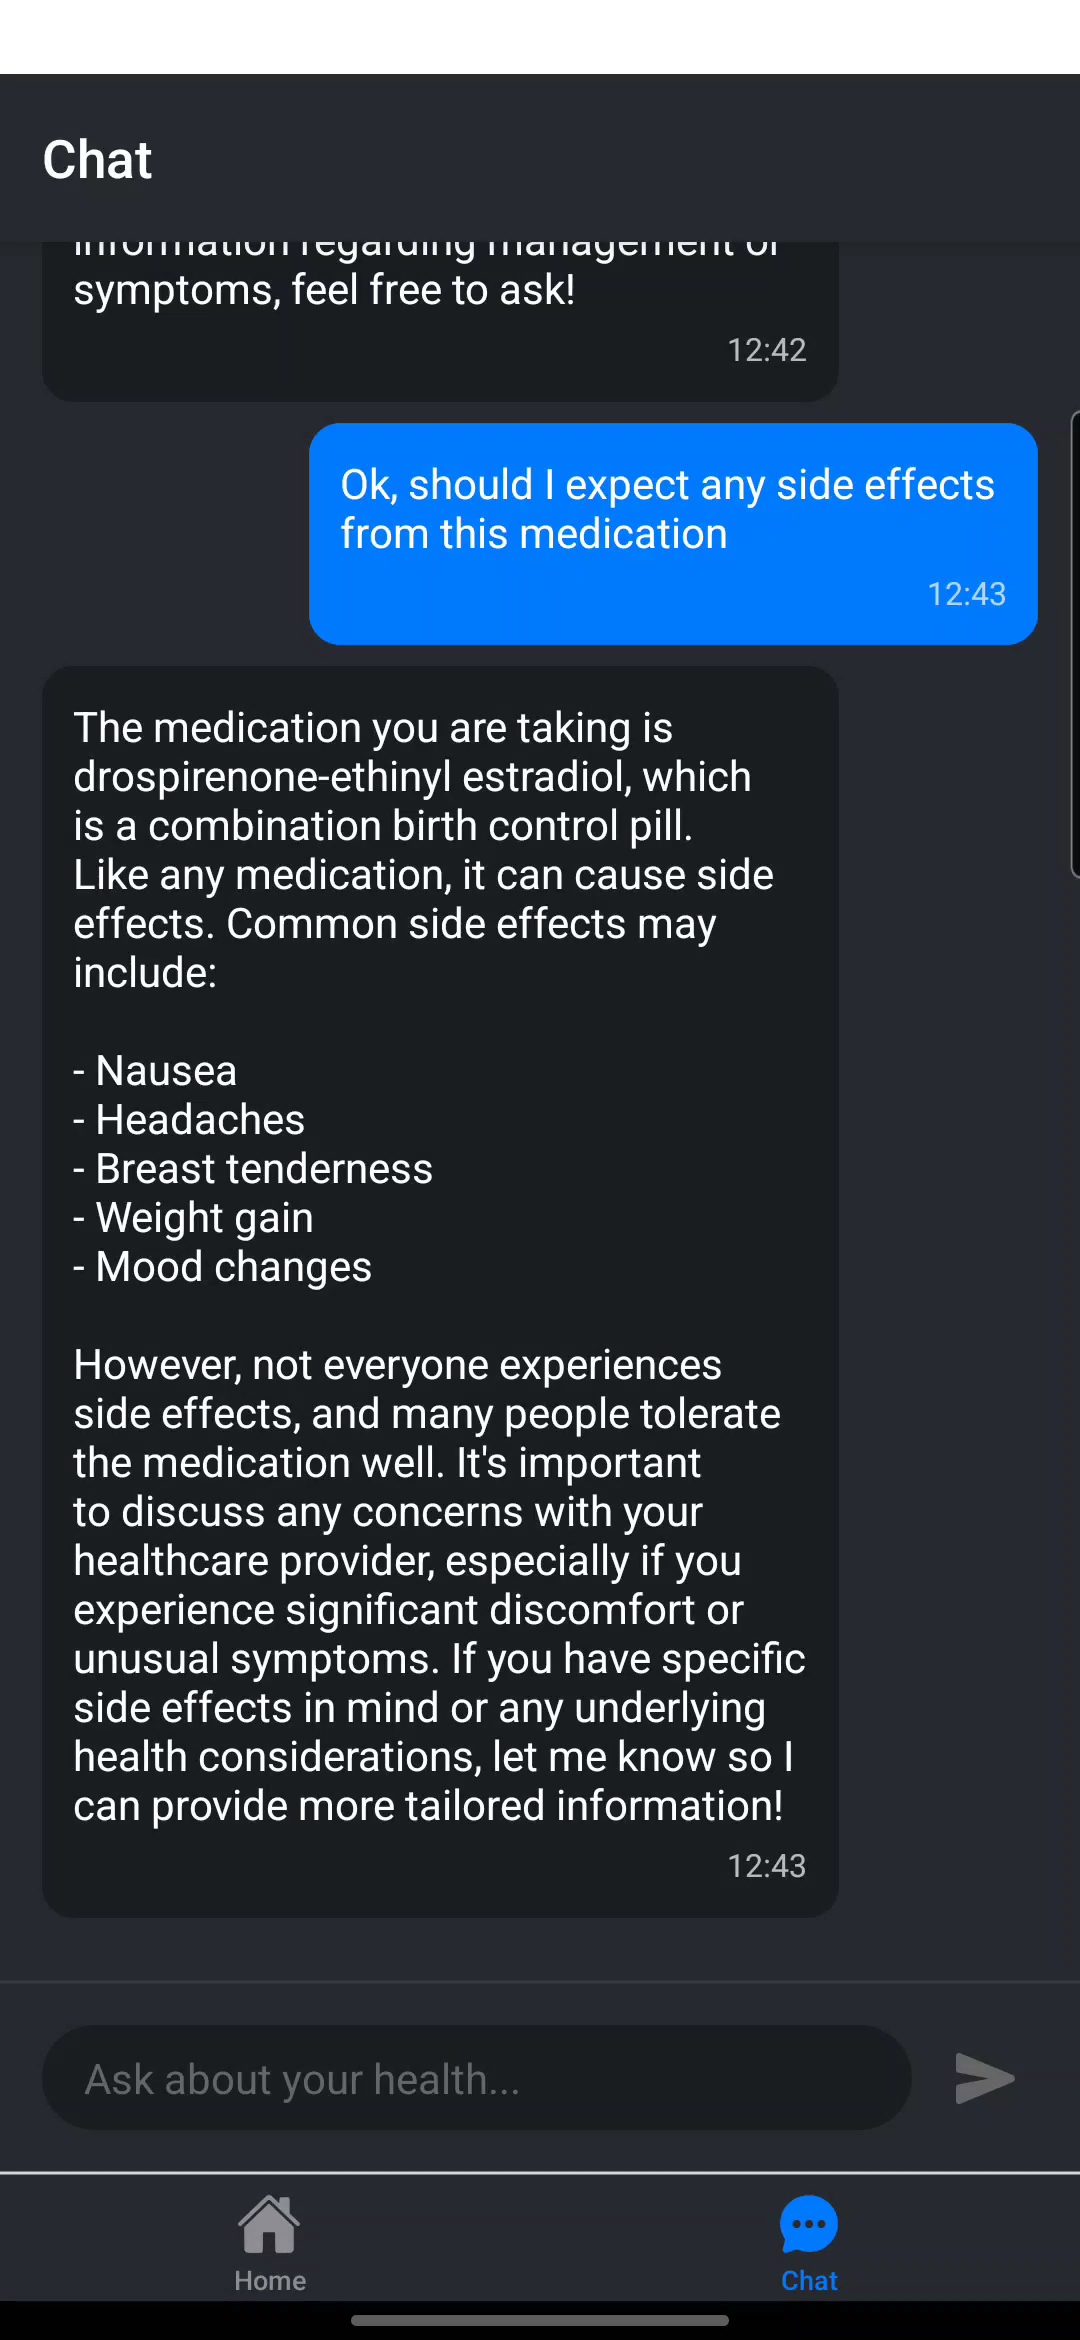 Chat
information regarding management of
symptoms, feel free to ask!
12:42
Ok, should I expect any side effects
from this medication
12:43
The medication you are taking is
drospirenone-ethinyl estradiol, which
is a combination birth control pill.
Like any medication, it can cause side
effects. Common side effects may
include:
- Nausea
- Headaches
- Breast tenderness
- Weight gain
- Mood changes
However, not everyone experiences
side effects, and many people tolerate
the medication well. It's important
to discuss any concerns with your
healthcare provider, especially if you
experience significant discomfort or
unusual symptoms. If you have specific
side effects in mind or any underlying
health considerations, let me know so I
can provide more tailored information!
12:43
Ask about your health...
Home
Chat